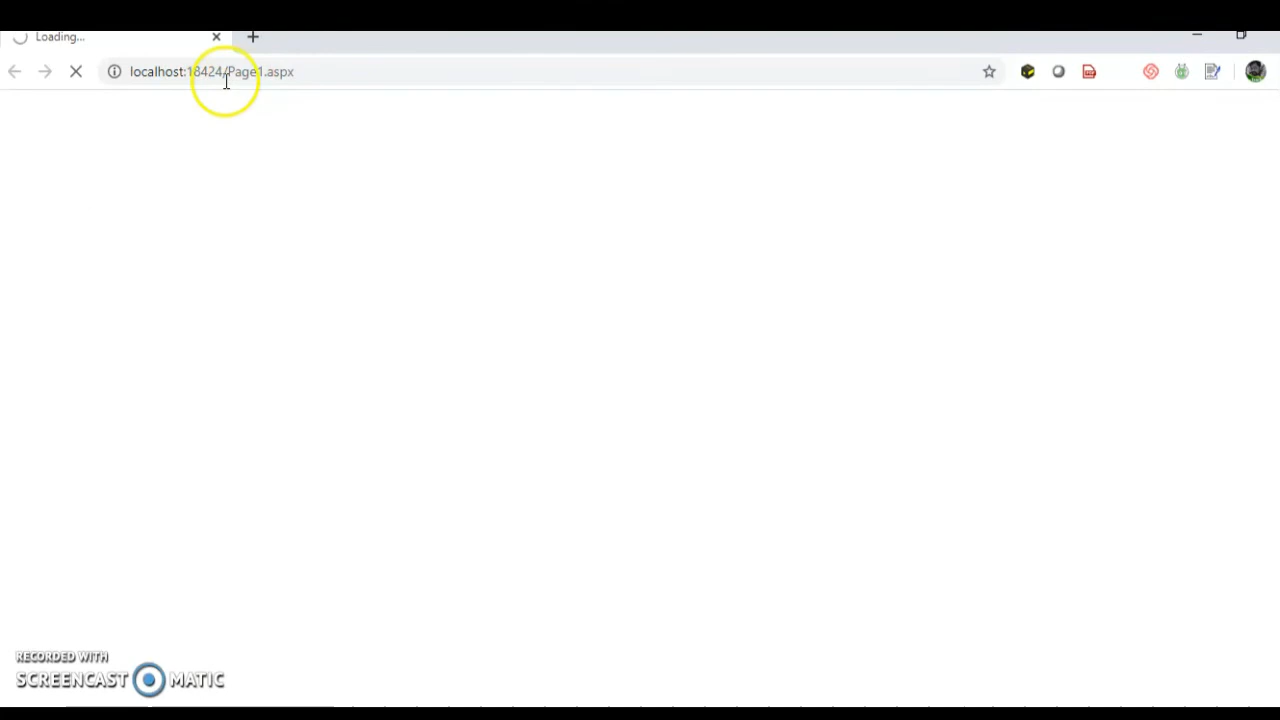 Loading...
localhost:18424/Page1.aspx
RECORDED WITH
SCREENCAST MATIC